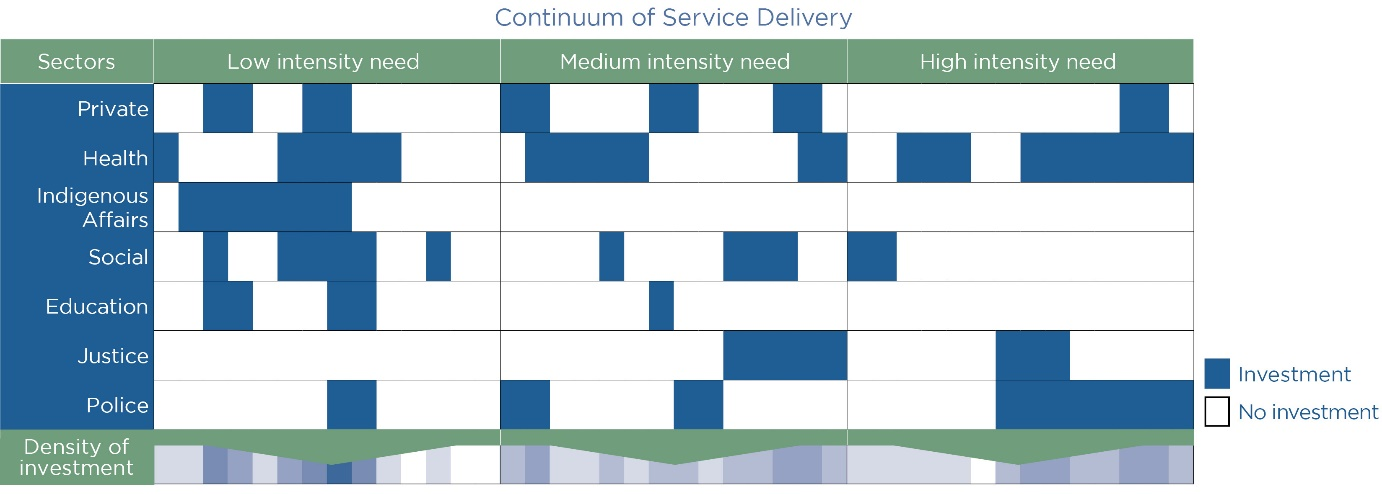 Continuum of Service Delivery
Sectors
Low intensity need
Medium intensity need
High intensity need
Private
Health
Indigenous
Affairs
Social
Education
Justice
Police
Density of
investment
Investment
No investment